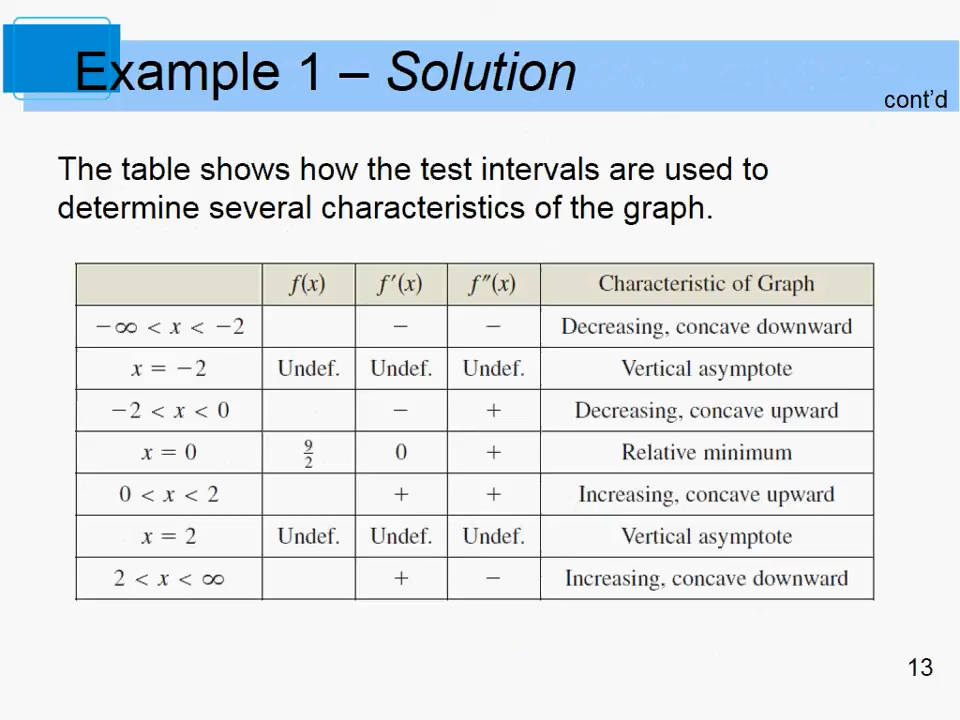 Example 1 – Solution
cont'd
The table shows how the test intervals are used to
determine several characteristics of the graph.
f(x) f′(x) f″(x) Characteristic of Graph
−∞ < x < −2 − − Decreasing, concave downward
x = −2 Undef. Undef. Undef. Vertical asymptote
−2 < x < 0 − + Decreasing, concave upward
x = 0 9/2 0 + Relative minimum
0 < x < 2 + + Increasing, concave upward
x = 2 Undef. Undef. Undef. Vertical asymptote
2 < x < ∞ + − Increasing, concave downward
13